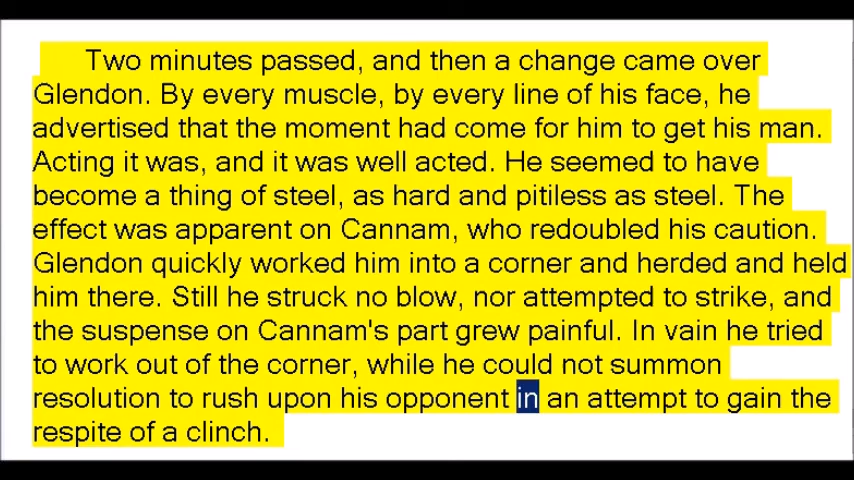 Two minutes passed, and then a change came over
Glendon. By every muscle, by every line of his face, he
advertised that the moment had come for him to get his man.
Acting it was, and it was well acted. He seemed to have
become a thing of steel, as hard and pitiless as steel. The
effect was apparent on Cannam, who redoubled his caution.
Glendon quickly worked him into a corner and herded and held
him there. Still he struck no blow, nor attempted to strike, and
the suspense on Cannam's part grew painful. In vain he tried
to work out of the corner, while he could not summon
resolution to rush upon his opponent in an attempt to gain the
respite of a clinch.